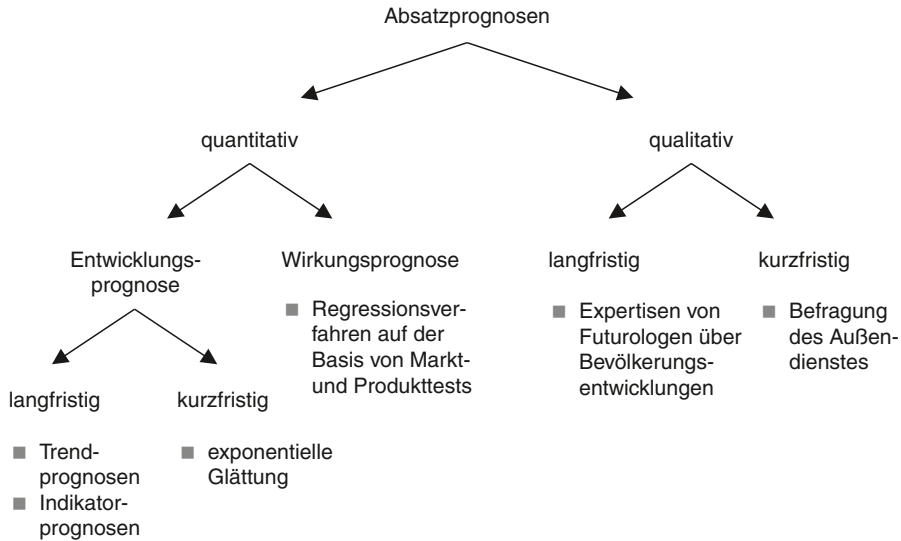 Absatzprognosen
quantitativ
qualitativ
Entwicklungs-
prognose
Wirkungsprognose
langfristig
kurzfristig
■ Regressionsver-
fahren auf der
Basis von Markt-
und Produkttests
■ Expertisen von
Futurologen über
Bevölkerungs-
entwicklungen
■ Befragung
des Außen-
dienstes
langfristig
kurzfristig
■ Trend-
prognosen
■ Indikator-
prognosen
■ exponentielle
Glättung